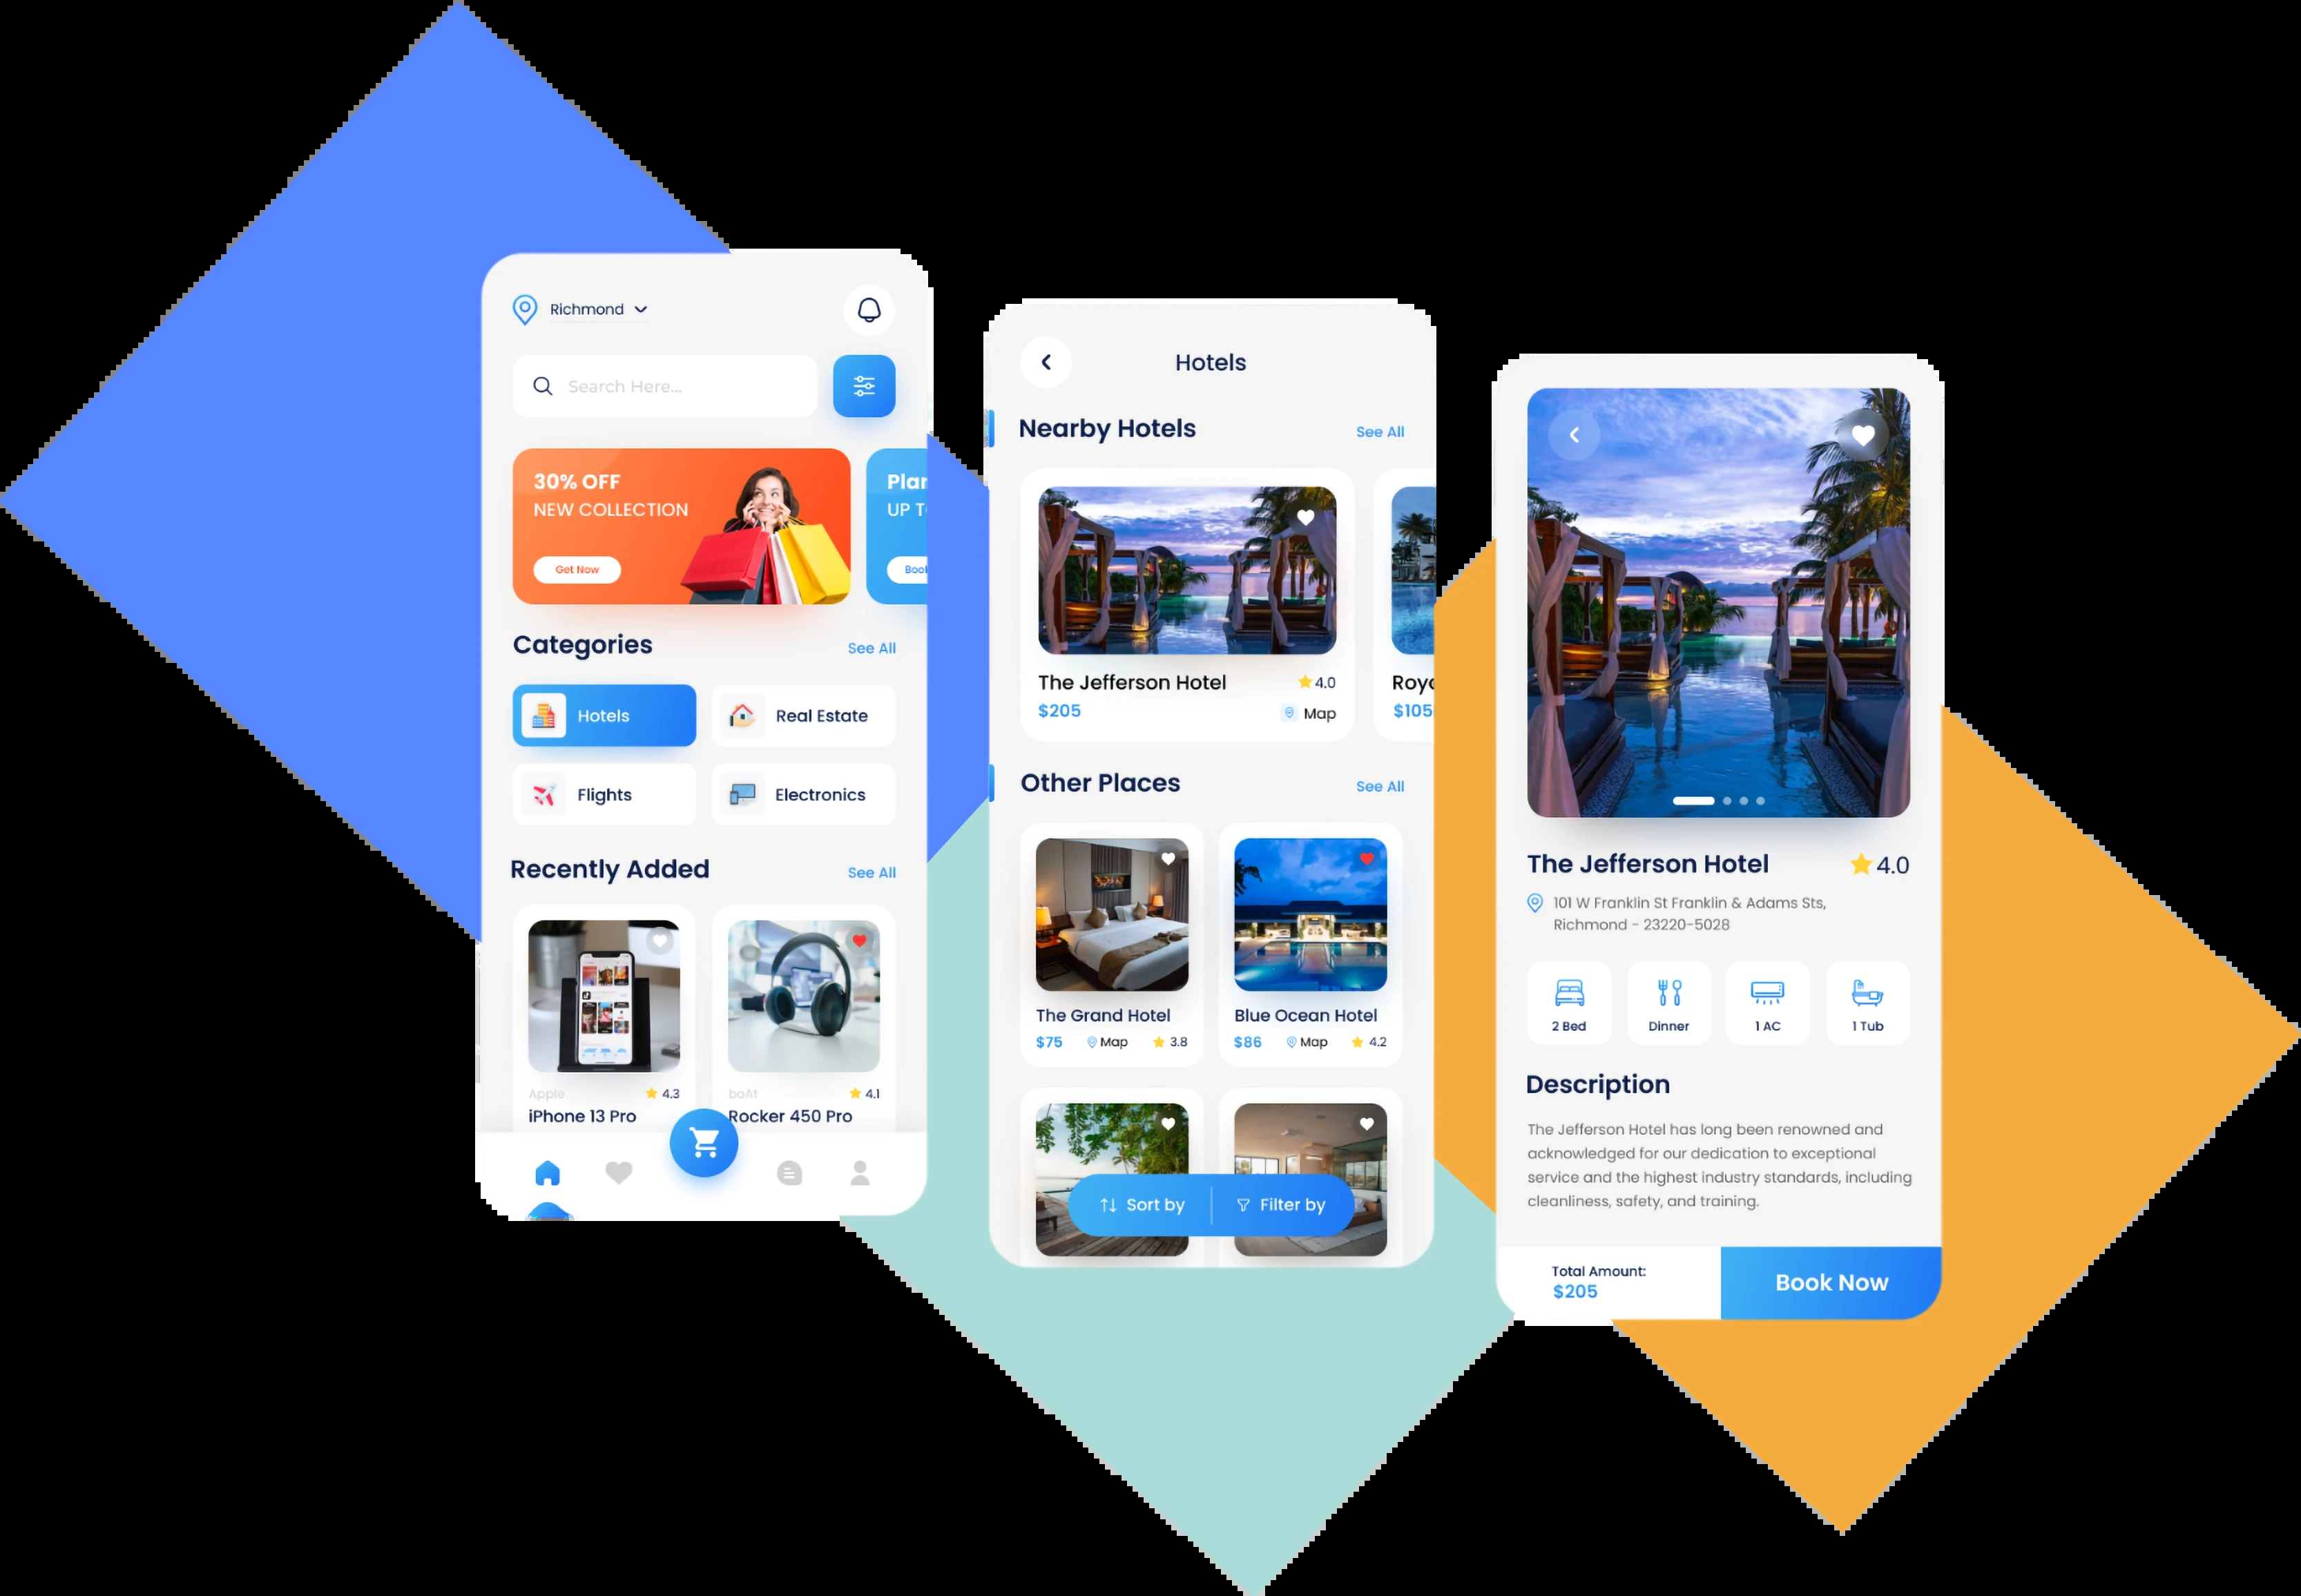 Richmond
Search Here...
30% OFF
NEW COLLECTION
Get Now
UP
Categories
See All
Hotels
Real Estate
Flights
Electronics
Recently Added
See All
Apple
4.3
iPhone 13 Pro
boAt
4.1
Rocker 450 Pro
Hotels
Nearby Hotels
See All
The Jefferson Hotel
4.0
$205
Map
$105
Other Places
See All
The Grand Hotel
$75
Map
3.8
Blue Ocean Hotel
$86
Map
4.2
Sort by
Filter by
The Jefferson Hotel
4.0
101 W Franklin St Franklin & Adams Sts,
Richmond - 23220-5028
2 Bed
Dinner
1 AC
1 Tub
Description
The Jefferson Hotel has long been renowned and
acknowledged for our dedication to exceptional
service and the highest industry standards, including
cleanliness, safety, and training.
Total Amount:
$205
Book Now